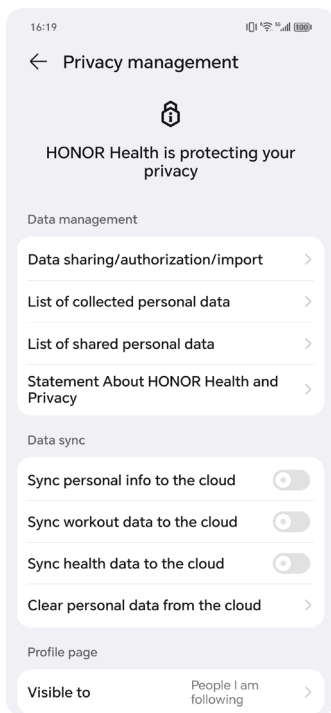 16:19
5G
100
Privacy management
HONOR Health is protecting your
privacy
Data management
Data sharing/authorization/import
List of collected personal data
List of shared personal data
Statement About HONOR Health and
Privacy
Data sync
Sync personal info to the cloud
Sync workout data to the cloud
Sync health data to the cloud
Clear personal data from the cloud
Profile page
Visible to
People I am
following